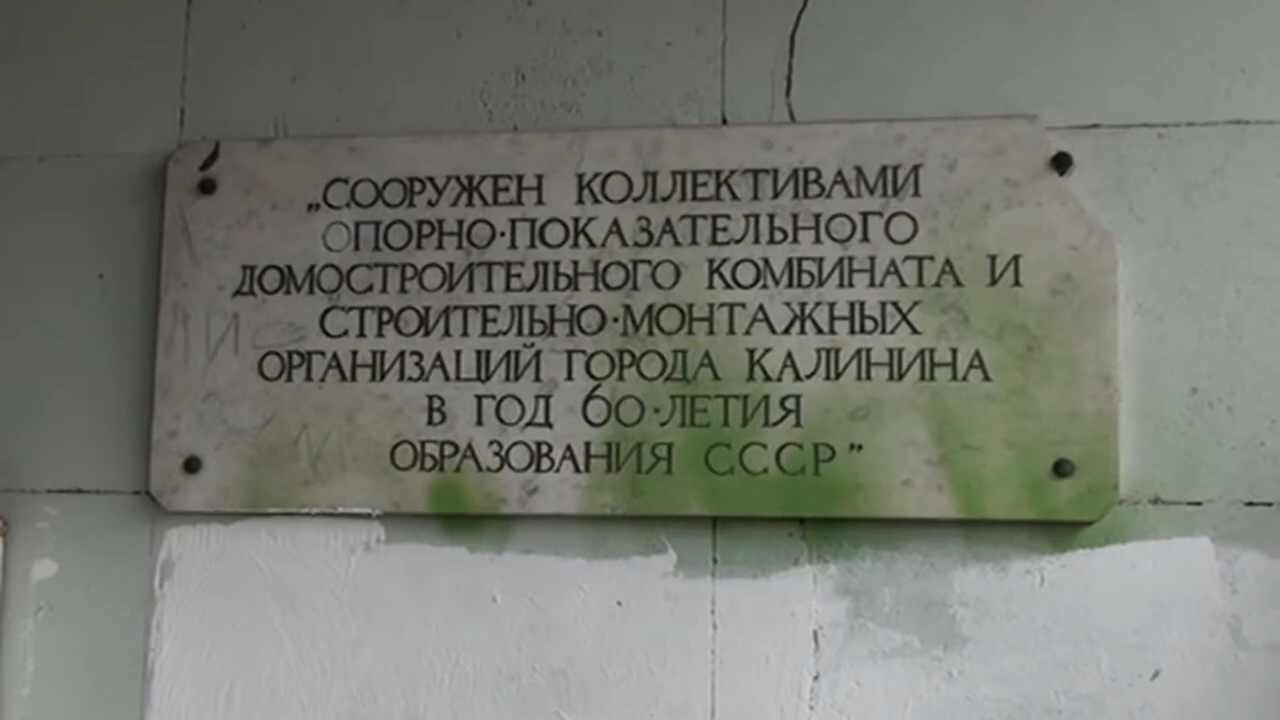 „СООРУЖЕН КОЛЛЕКТИВАМИ
ОПОРНО-ПОКАЗАТЕЛЬНОГО
ДОМОСТРОИТЕЛЬНОГО КОМБИНАТА И
СТРОИТЕЛЬНО-МОНТАЖНЫХ
ОРГАНИЗАЦИЙ ГОРОДА КАЛИНИНА
В ГОД 60-ЛЕТИЯ
ОБРАЗОВАНИЯ СССР”